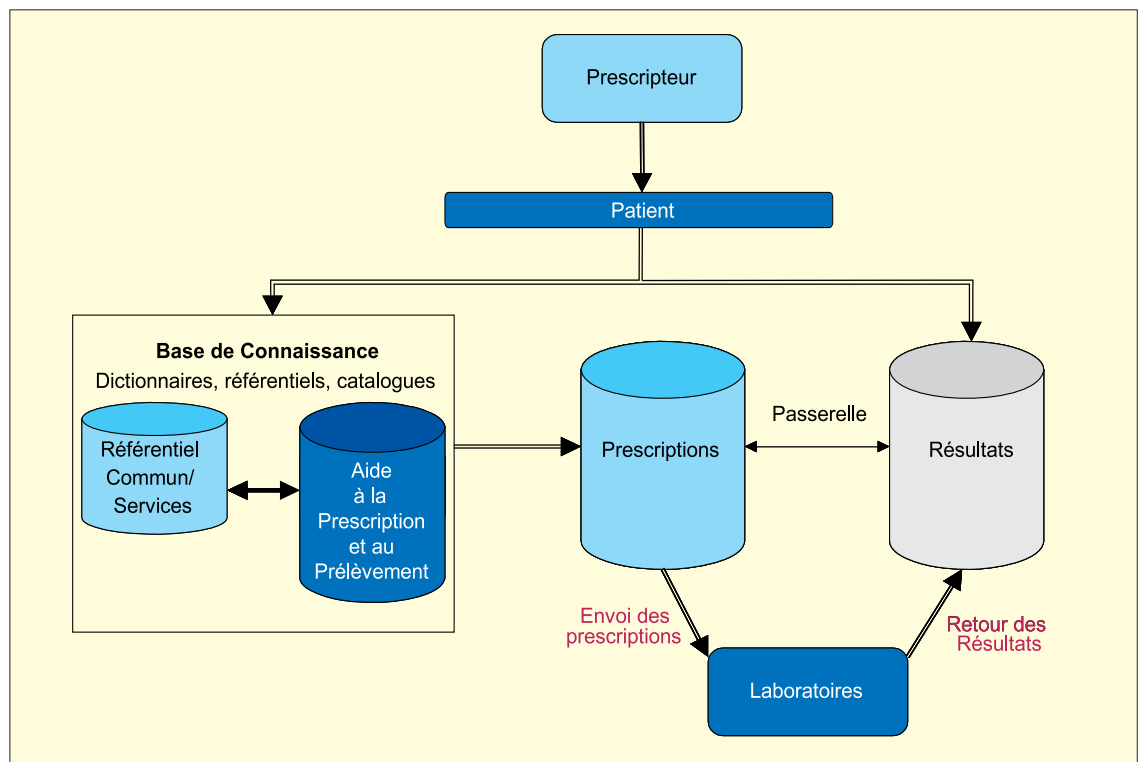 Prescripteur
Patient
Base de Connaissance
Dictionnaires, référentiels, catalogues
Référentiel
Commun/
Services
Aide
à la
Prescription
et au
Prélèvement
Prescriptions
Passerelle
Résultats
Envoi des
prescriptions
Retour des
Résultats
Laboratoires